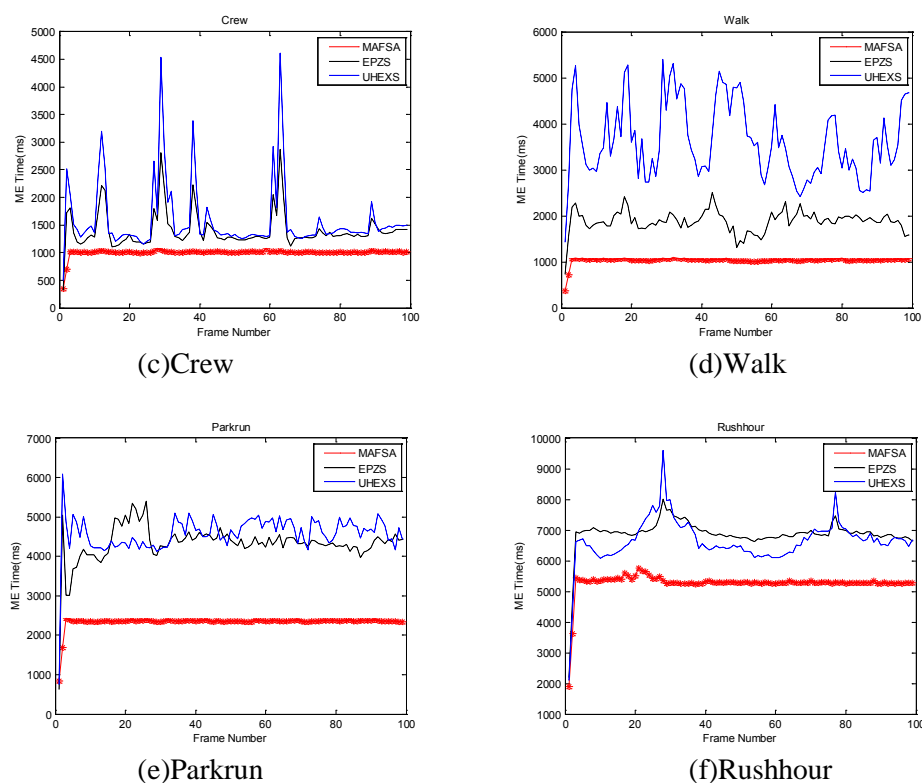 Crew
5000
4500
4000
3500
3000
2500
2000
1500
1000
500
0
ME Time(ms)
MAFSA
EPZS
UHEXS
0 20 40 60 80 100
Frame Number
(c)Crew
Walk
6000
5000
4000
3000
2000
1000
0
ME Time(ms)
MAFSA
EPZS
UHEXS
0 20 40 60 80 100
Frame Number
(d)Walk
Parkrun
7000
6000
5000
4000
3000
2000
1000
0
ME Time(ms)
MAFSA
EPZS
UHEXS
0 20 40 60 80 100
Frame Number
(e)Parkrun
Rushhour
10000
9000
8000
7000
6000
5000
4000
3000
2000
1000
ME Time(ms)
MAFSA
EPZS
UHEXS
0 20 40 60 80 100
Frame Number
(f)Rushhour